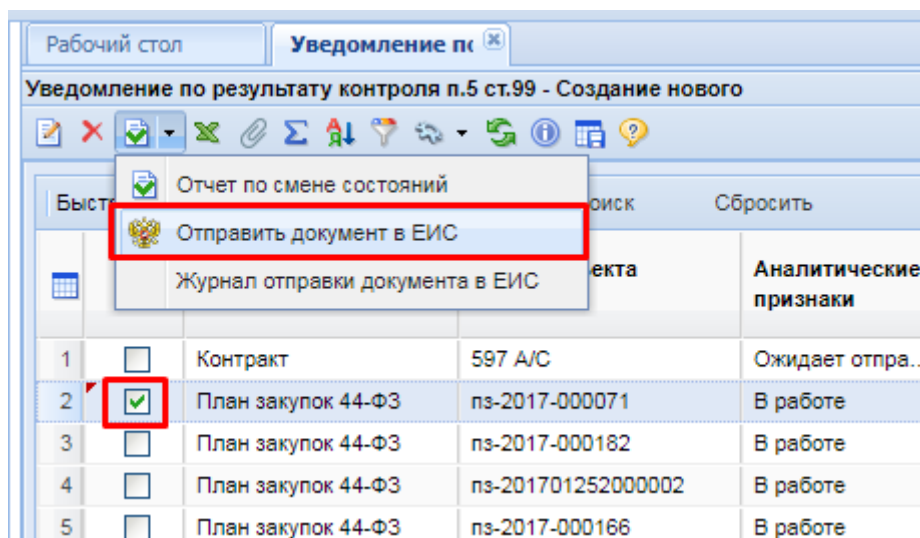 Рабочий стол
Уведомление по
Уведомление по результату контроля п.5 ст.99 - Создание нового
Отчет по смене состояний
Сбросить
Отправить документ в ЕИС
Журнал отправки документа в ЕИС
Аналитические
признаки
1 Контракт 597 А/С Ожидает отпра...
2 План закупок 44-ФЗ пз-2017-000071 В работе
3 План закупок 44-ФЗ пз-2017-000182 В работе
4 План закупок 44-ФЗ пз-201701252000002 В работе
5 План закупок 44-ФЗ пз-2017-000166 В работе